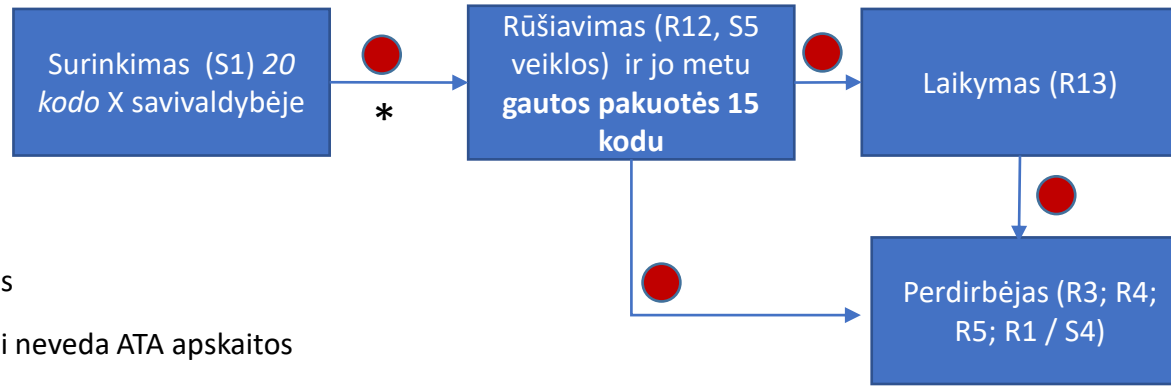 Surinkimas (S1) 20
kodo X savivaldybėje
*
Rūšiavimas (R12, S5
veiklos) ir jo metu
gautos pakuotės 15
kodu
Laikymas (R13)
Perdirbėjas (R3; R4;
R5; R1 / S4)
s
i neveda ATA apskaitos